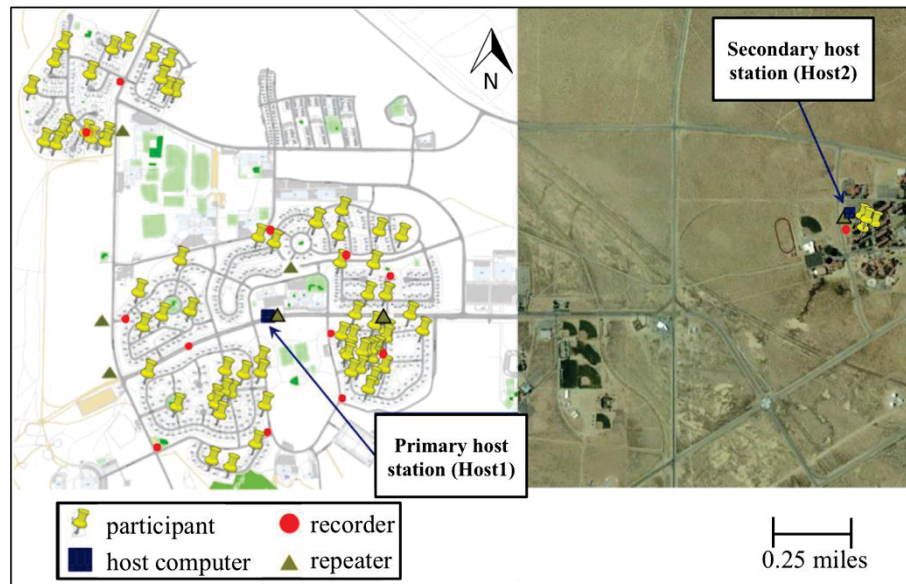 Secondary host
station (Host2)
N
Primary host
station (Host1)
participant
recorder
host computer
repeater
0.25 miles